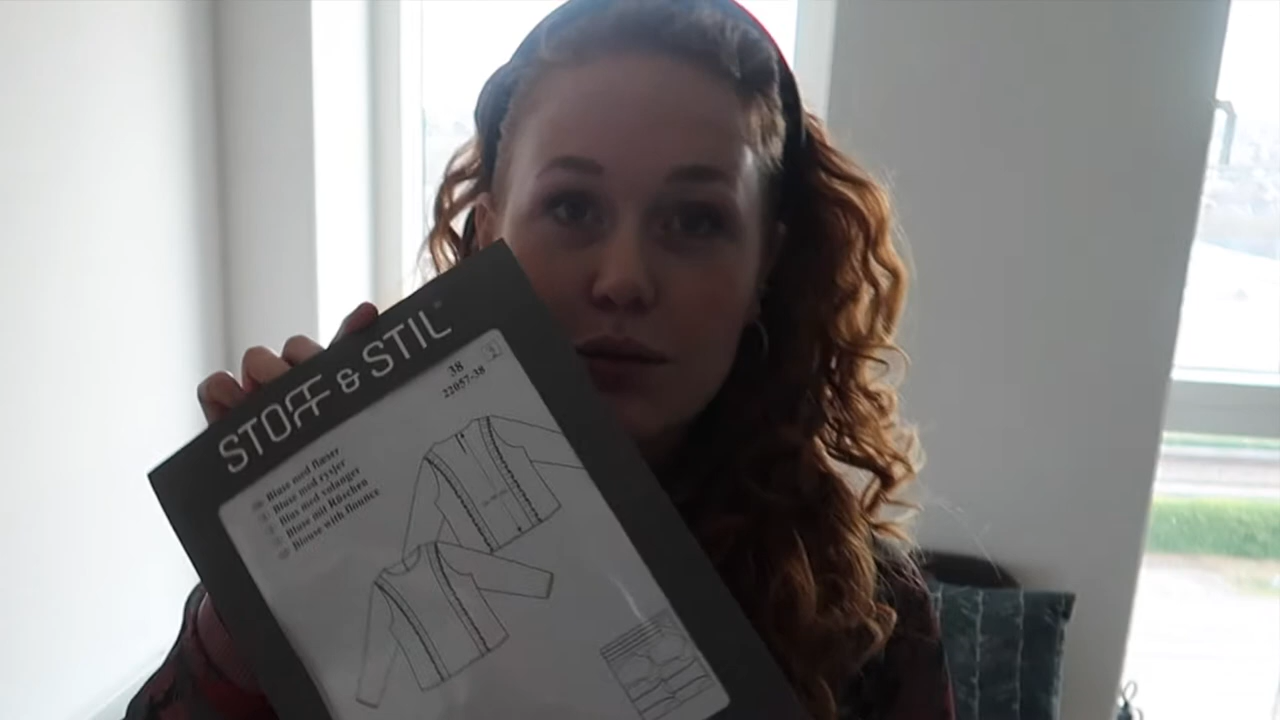 STOFF & STIL
38
22057-38
Bluse med flæser
Bluse med rysjer
Blus med volanger
Bluse mit Rüschen
Blouse with flounce